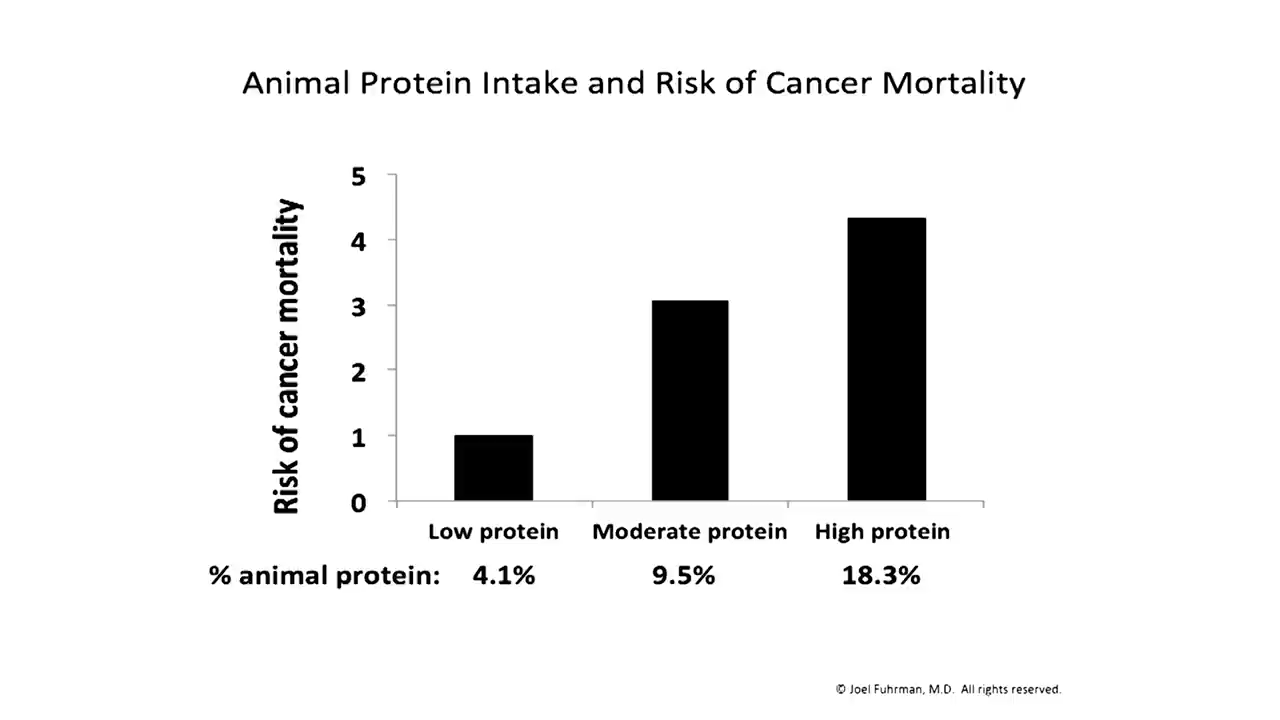 Animal Protein Intake and Risk of Cancer Mortality
Risk of cancer mortality
5
4
3
2
1
0
Low protein Moderate protein High protein
% animal protein: 4.1% 9.5% 18.3%
© Joel Fuhrman, M.D. All rights reserved.